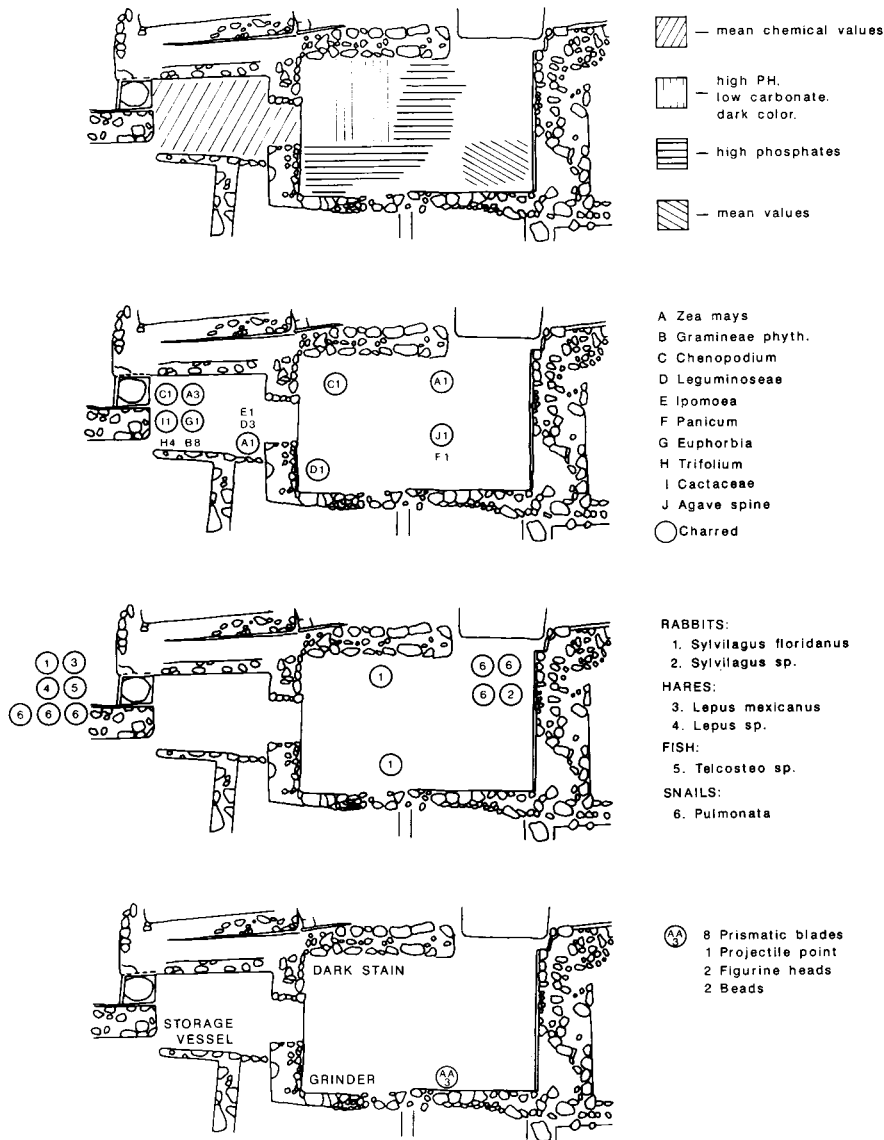 — mean chemical values
— high PH,
low carbonate,
dark color.
— high phosphates
— mean values
C1 A3
I1 G1
H4 B8
E1
D3
A1
C1
A1
J1
F1
D1
A Zea mays
B Gramineae phyth.
C Chenopodium
D Leguminoseae
E Ipomoea
F Panicum
G Euphorbia
H Trifolium
I Cactaceae
J Agave spine
Charred
1 3
4 5
6 6 6
1
6 6
6 2
1
RABBITS:
1. Sylvilagus floridanus
2. Sylvilagus sp.
HARES:
3. Lepus mexicanus
4. Lepus sp.
FISH:
5. Telcosteo sp.
SNAILS:
6. Pulmonata
DARK STAIN
STORAGE
VESSEL
GRINDER
AA
3
AA
3
8 Prismatic blades
1 Projectile point
2 Figurine heads
2 Beads